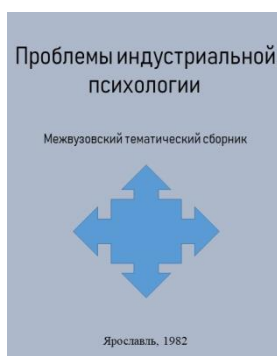 Проблемы индустриальной
психологии
Межвузовский тематический сборник
Ярославль, 1982